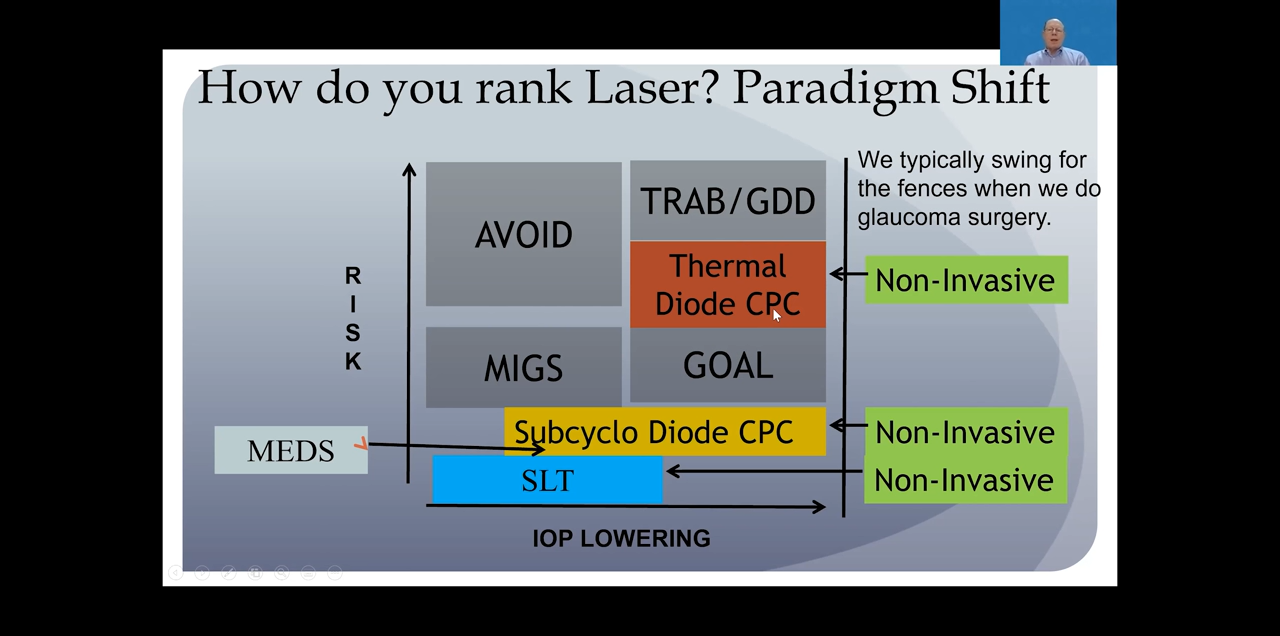 How do you rank Laser? Paradigm Shift
We typically swing for
the fences when we do
glaucoma surgery.
AVOID
TRAB/GDD
Thermal
Diode CPC
Non-Invasive
R
I
S
K
MIGS
GOAL
Subcyclo Diode CPC
Non-Invasive
MEDS
SLT
Non-Invasive
IOP LOWERING